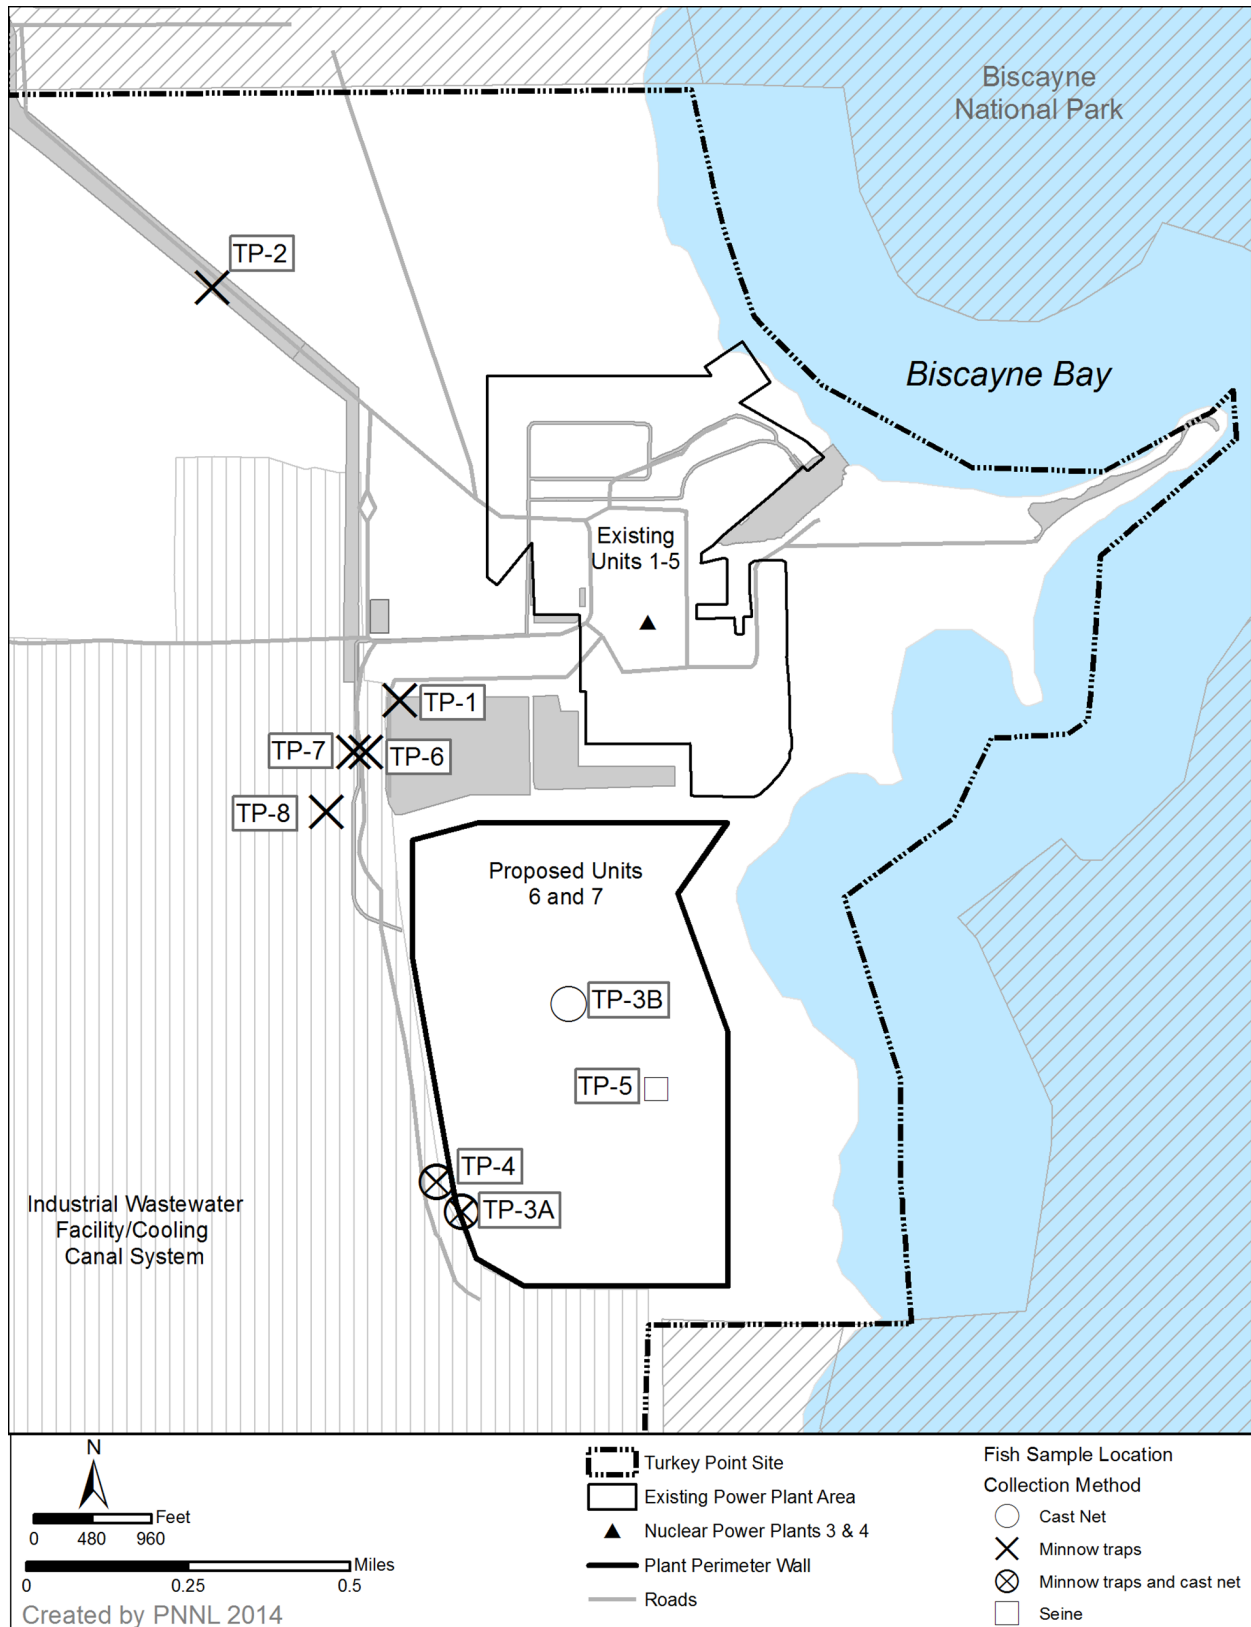 Biscayne
National Park
TP-2
Biscayne Bay
Existing
Units 1-5
TP-1
TP-7
TP-6
TP-8
Proposed Units
6 and 7
TP-3B
TP-5
TP-4
TP-3A
Industrial Wastewater
Facility/Cooling
Canal System
N
Feet
0 480 960
Miles
0 0.25 0.5
Created by PNNL 2014
Turkey Point Site
Existing Power Plant Area
Nuclear Power Plants 3 & 4
Plant Perimeter Wall
Roads
Fish Sample Location
Collection Method
Cast Net
Minnow traps
Minnow traps and cast net
Seine